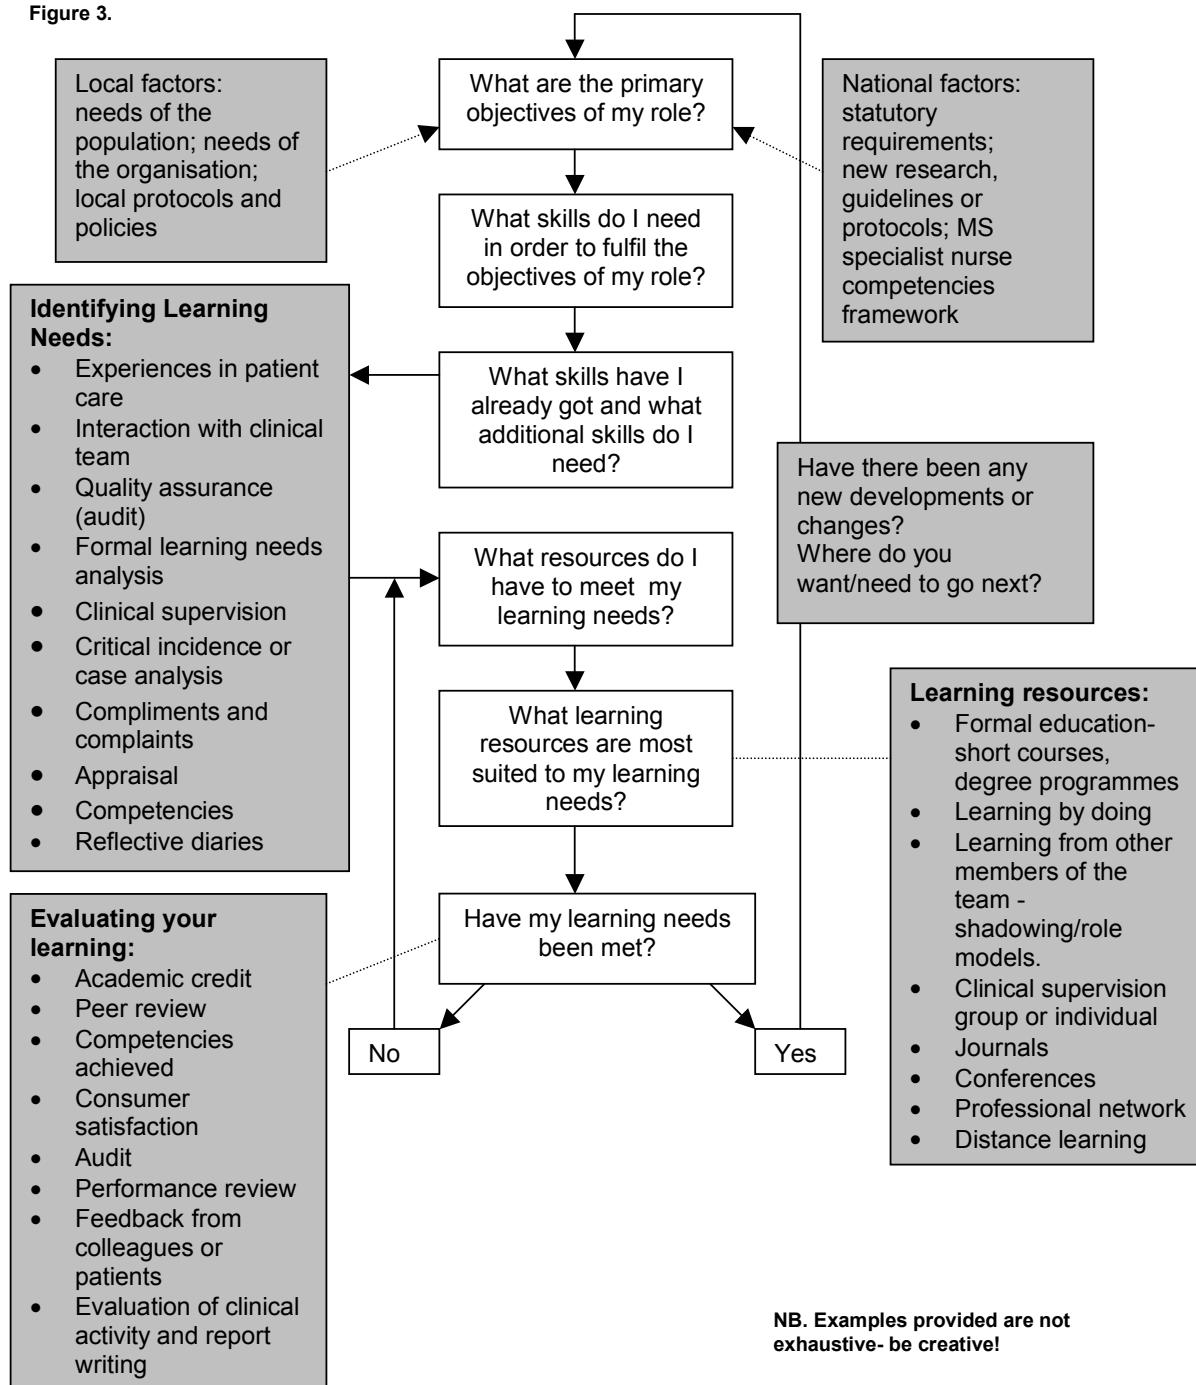 Figure 3.
Local factors:
needs of the
population; needs of
the organisation;
local protocols and
policies
What are the primary
objectives of my role?
National factors:
statutory
requirements;
new research,
guidelines or
protocols; MS
specialist nurse
competencies
framework
What skills do I need
in order to fulfil the
objectives of my role?
Identifying Learning
Needs:
• Experiences in patient
care
• Interaction with clinical
team
• Quality assurance
(audit)
• Formal learning needs
analysis
• Clinical supervision
• Critical incidence or
case analysis
• Compliments and
complaints
• Appraisal
• Competencies
• Reflective diaries
What skills have I
already got and what
additional skills do I
need?
Have there been any
new developments or
changes?
Where do you
want/need to go next?
What resources do I
have to meet my
learning needs?
What learning
resources are most
suited to my learning
needs?
Learning resources:
• Formal education-
short courses,
degree programmes
• Learning by doing
• Learning from other
members of the
team -
shadowing/role
models.
• Clinical supervision
group or individual
• Journals
• Conferences
• Professional network
• Distance learning
Evaluating your
learning:
• Academic credit
• Peer review
• Competencies
achieved
• Consumer
satisfaction
• Audit
• Performance review
• Feedback from
colleagues or
patients
• Evaluation of clinical
activity and report
writing
Have my learning needs
been met?
No
Yes
NB. Examples provided are not
exhaustive- be creative!